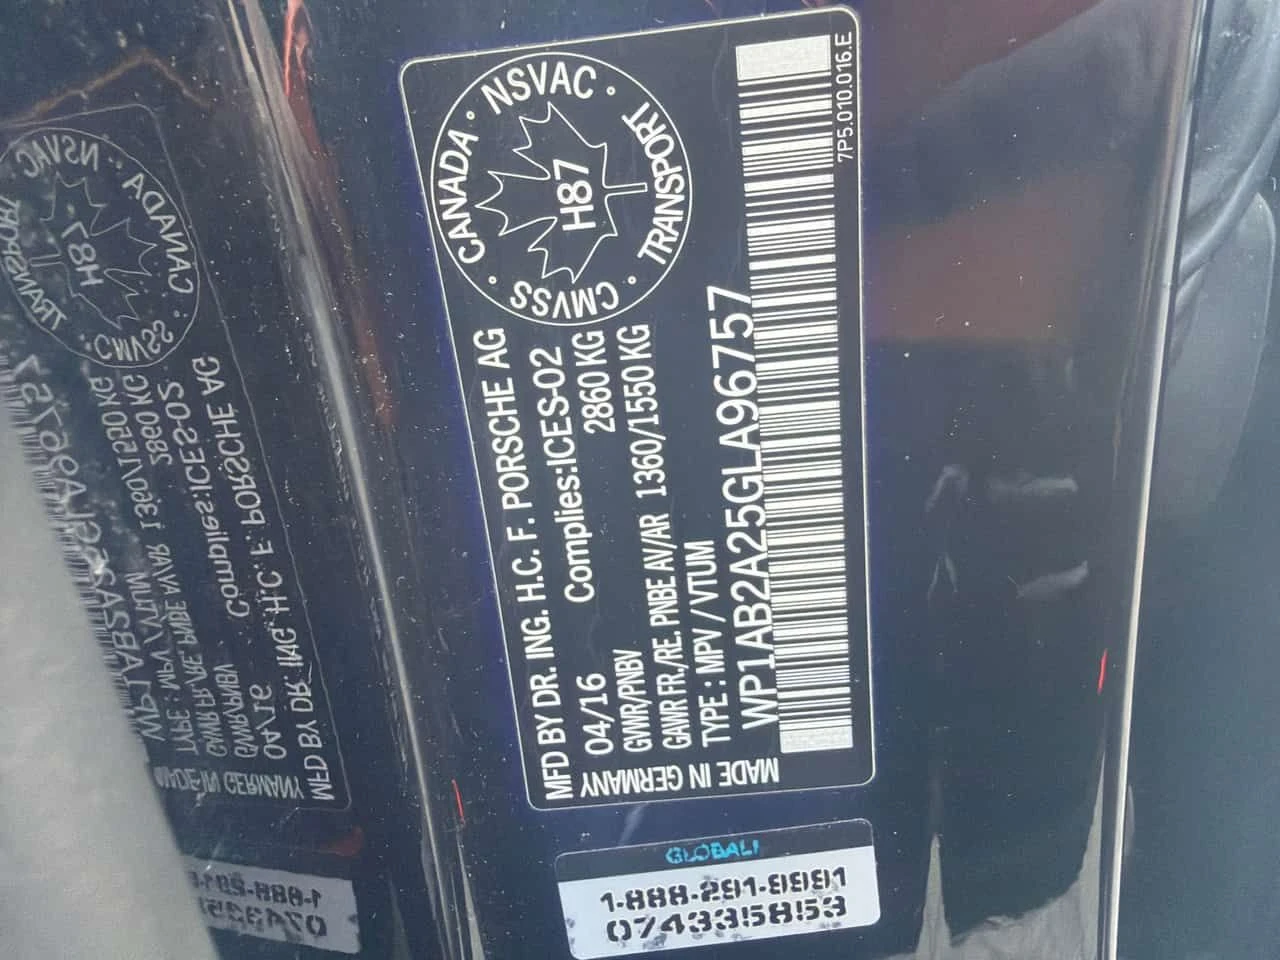 CANADA · NSVAC · TRANSPORT · CMVSS ·
H87
MFD BY DR. ING. H.C. F. PORSCHE AG
04/16 Complies:ICES-02
GVWR/PNBV 2860 KG
GAWR FR./RE. PNBE AV/AR 1360/1550 KG
TYPE : MPV / VTUM
WP1AB2A25GLA96757
7P5.010.016.E
MADE IN GERMANY
GLOBALI
1-888-291-9991
074335853